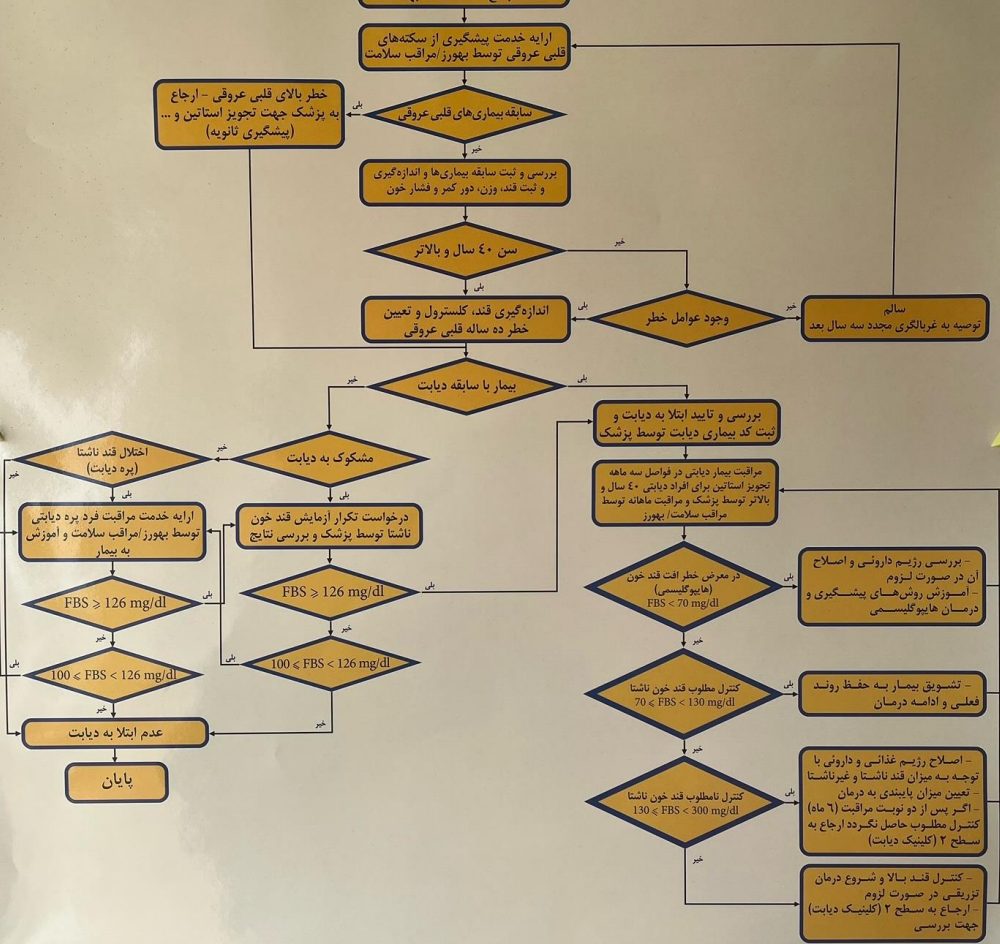 ارایه خدمت پیشگیری از سکته‌های
قلبی عروقی توسط بهورز/مراقب سلامت
سابقه بیماری‌های قلبی عروقی
بلی
خطر بالای قلبی عروقی – ارجاع
به پزشک جهت تجویز استاتین و ...
(پیشگیری ثانویه)
خیر
بررسی و ثبت سابقه بیماری‌ها و اندازه‌گیری
و ثبت قند، وزن، دور کمر و فشار خون
سن ٤٠ سال و بالاتر
خیر
بلی
وجود عوامل خطر
خیر
سالم
توصیه به غربالگری مجدد سه سال بعد
بلی
اندازه‌گیری قند، کلسترول و تعیین
خطر ده ساله قلبی عروقی
بیمار با سابقه دیابت
بلی
خیر
بررسی و تایید ابتلا به دیابت و
ثبت کد بیماری دیابت توسط پزشک
مراقبت بیمار دیابتی در فواصل سه ماهه
تجویز استاتین برای افراد دیابتی ٤٠ سال و
بالاتر توسط پزشک و مراقبت ماهانه توسط
مراقب سلامت/ بهورز
در معرض خطر افت قند خون
(هایپوگلیسمی)
FBS < 70 mg/dl
بلی
– بررسی رژیم داروئی و اصلاح
آن در صورت لزوم
– آموزش روش‌های پیشگیری و
درمان هایپوگلیسمی
خیر
کنترل مطلوب قند خون ناشتا
70 ⩽ FBS < 130 mg/dl
بلی
– تشویق بیمار به حفظ روند
فعلی و ادامه درمان
خیر
کنترل نامطلوب قند خون ناشتا
130 ⩽ FBS < 300 mg/dl
بلی
– اصلاح رژیم غذائی و داروئی با
توجه به میزان قند ناشتا و غیرناشتا
– تعیین میزان پایبندی به درمان
– اگر پس از دو نوبت مراقبت (٦ ماه)
کنترل مطلوب حاصل نگردد ارجاع به
سطح ٢ (کلینیک دیابت)
خیر
– کنترل قند بالا و شروع درمان
تزریقی در صورت لزوم
– ارجاع به سطح ٢ (کلینیک دیابت)
جهت بررسی
مشکوک به دیابت
خیر
بلی
درخواست تکرار آزمایش قند خون
ناشتا توسط پزشک و بررسی نتایج
FBS ⩾ 126 mg/dl
بلی
خیر
100 ⩽ FBS < 126 mg/dl
بلی
خیر
اختلال قند ناشتا
(پره دیابت)
خیر
بلی
ارایه خدمت مراقبت فرد پره دیابتی
توسط بهورز/مراقب سلامت و آموزش
به بیمار
FBS ⩾ 126 mg/dl
بلی
خیر
100 ⩽ FBS < 126 mg/dl
بلی
خیر
عدم ابتلا به دیابت
پایان